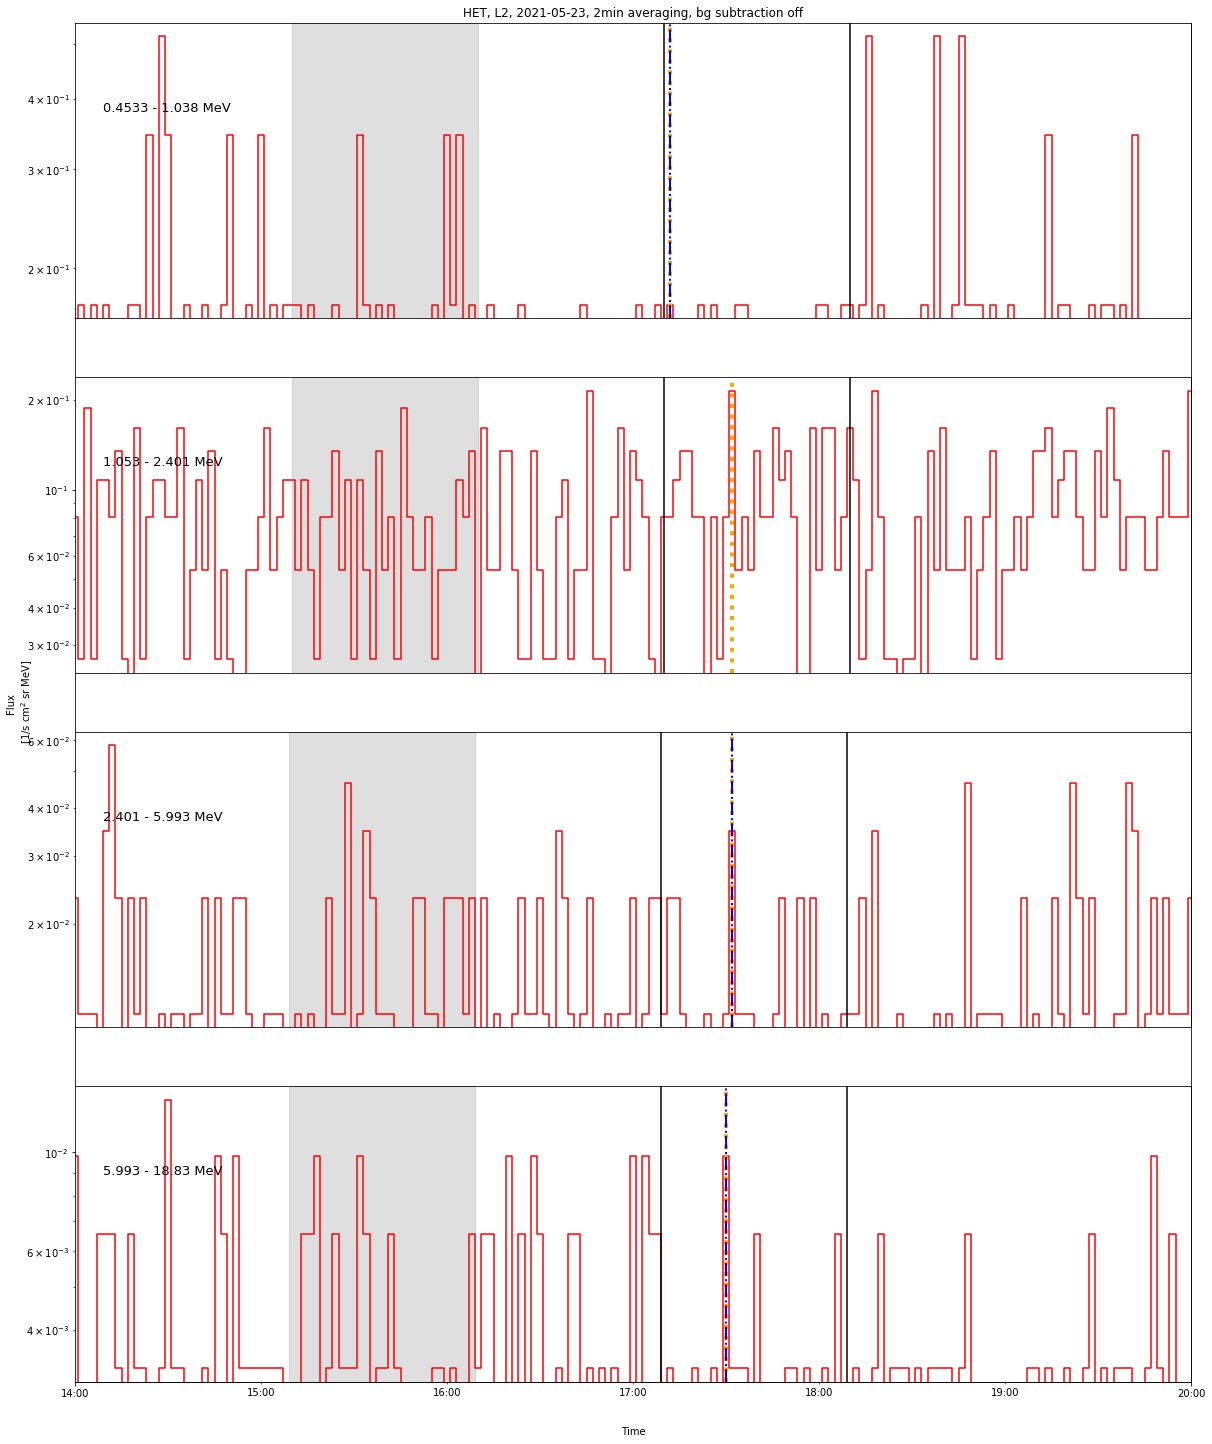 HET, L2, 2021-05-23, 2min averaging, bg subtraction off
4 × 10⁻¹
0.4533 - 1.038 MeV
3 × 10⁻¹
2 × 10⁻¹
2 × 10⁻¹
1.053 - 2.401 MeV
10⁻¹
6 × 10⁻²
4 × 10⁻²
3 × 10⁻²
Flux
[1/s cm² sr MeV]
6 × 10⁻²
4 × 10⁻²
2.401 - 5.993 MeV
3 × 10⁻²
2 × 10⁻²
10⁻²
5.993 - 18.83 MeV
6 × 10⁻³
4 × 10⁻³
14:00 15:00 16:00 17:00 18:00 19:00 20:00
Time